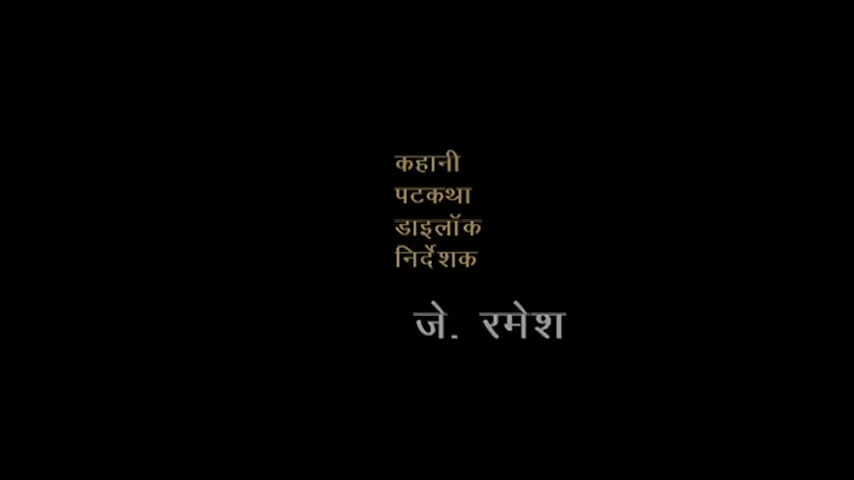 कहानी
पटकथा
डाइलॉक
निर्देशक
जे. रमेश